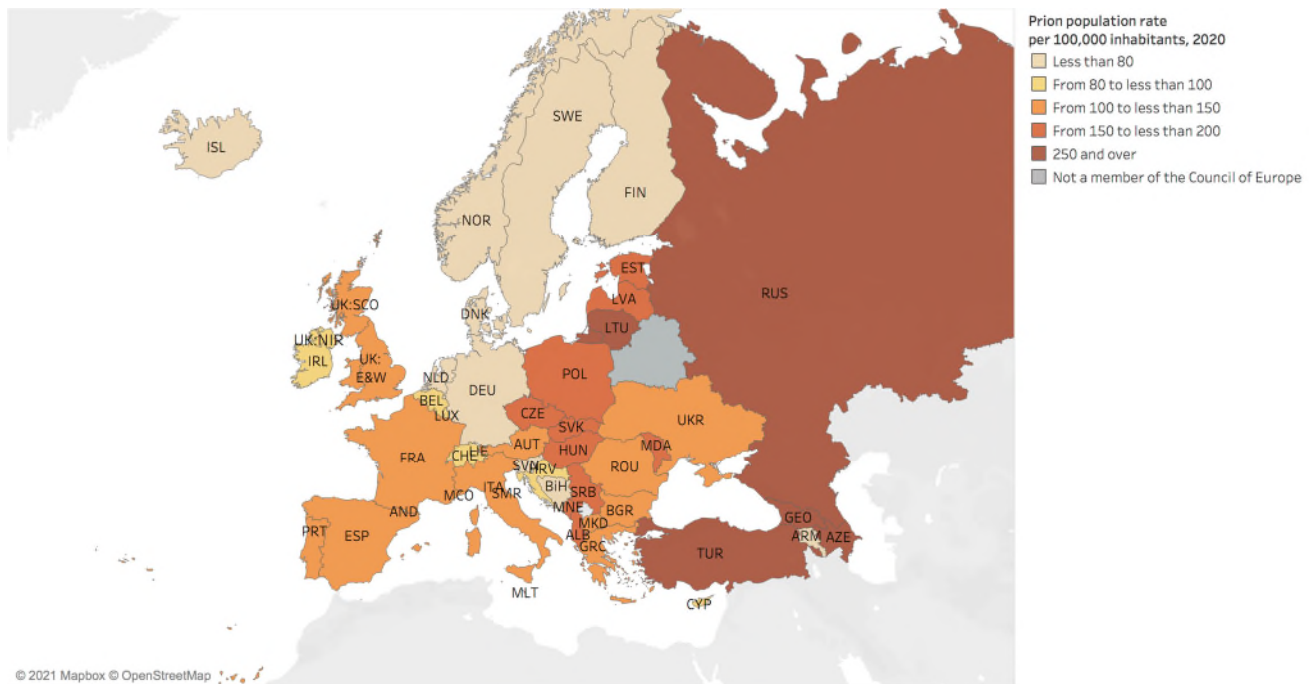 Prion population rate
per 100,000 inhabitants, 2020
Less than 80
From 80 to less than 100
From 100 to less than 150
From 150 to less than 200
250 and over
Not a member of the Council of Europe
ISL
SWE
FIN
NOR
RUS
EST
UK:SCO
LVA
DNK
LTU
UK:NIR
IRL
UK:
E&W
NLD
DEU
POL
BEL
LUX
CZE
UKR
SVK
AUT
MDA
HUN
FRA
CHE
LIE
SVN
HRV
ROU
BiH
ITA
SRB
MCO
SMR
MNE
BGR
AND
MKD
GEO
PRT
ESP
ALB
ARM
AZE
GRC
TUR
MLT
CYP
© 2021 Mapbox © OpenStreetMap